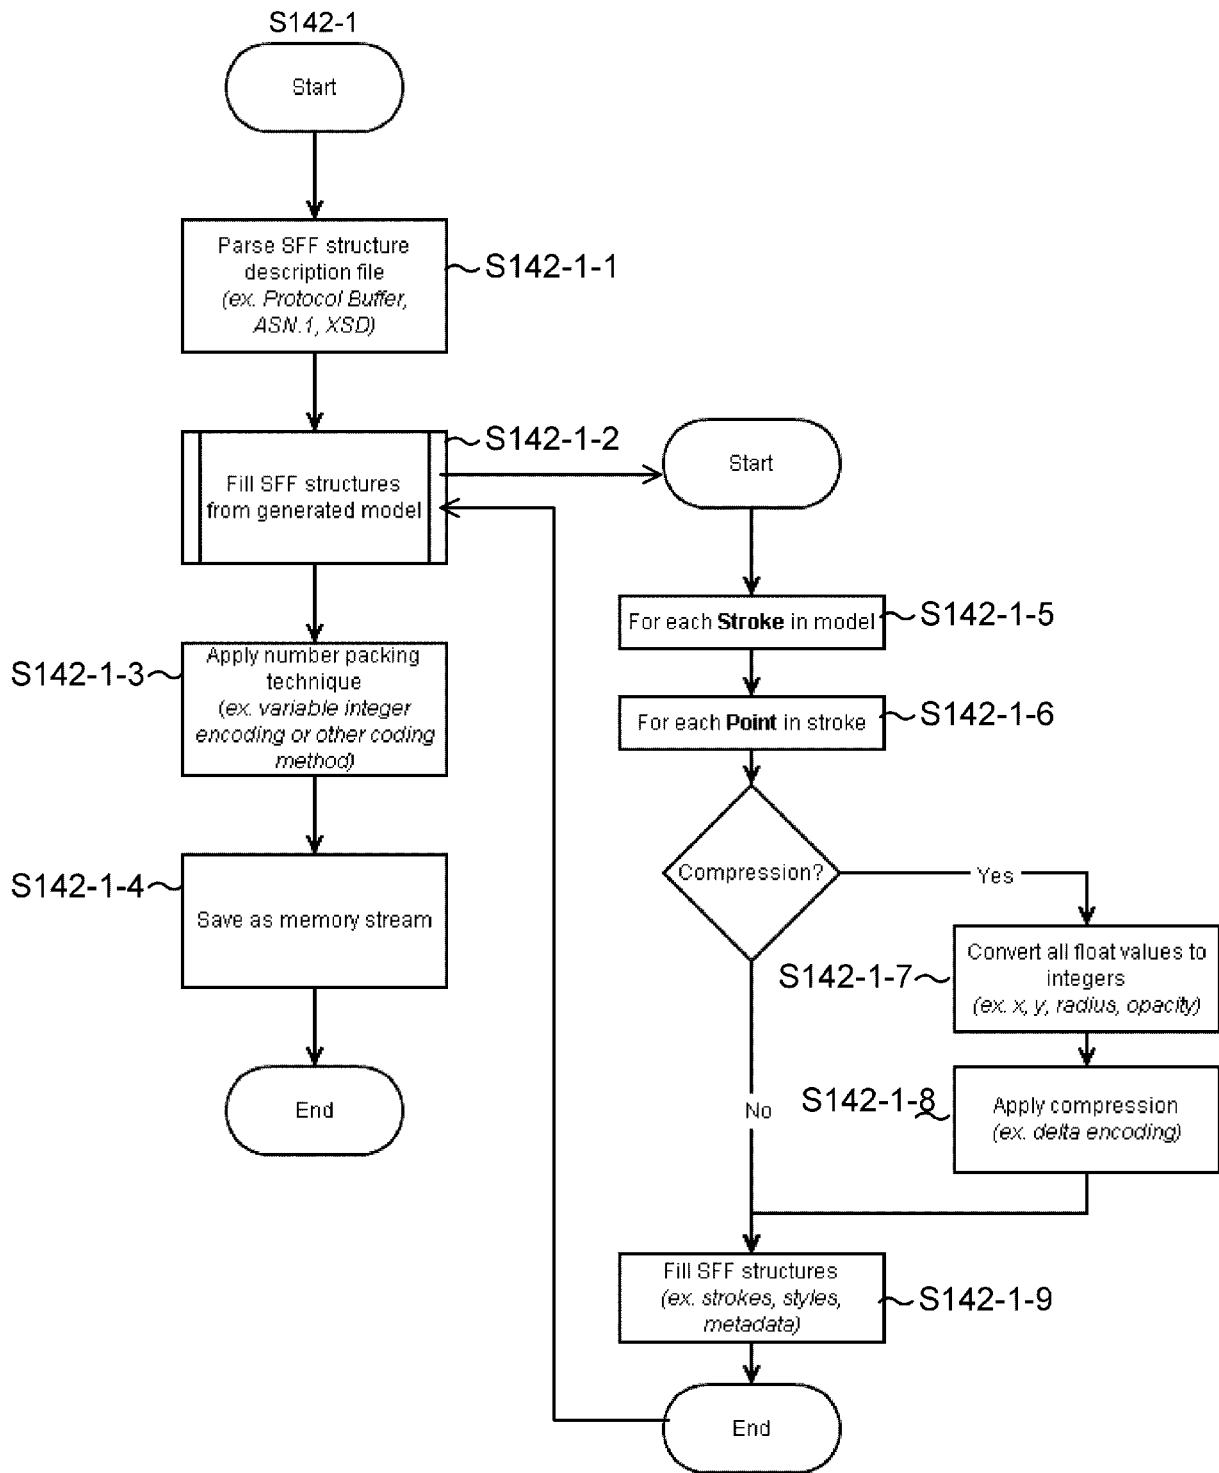 S142-1
Start
Parse SFF structure
description file
(ex. Protocol Buffer,
ASN.1, XSD)
S142-1-1
Fill SFF structures
from generated model
S142-1-2
Apply number packing
technique
(ex. variable integer
encoding or other coding
method)
S142-1-3
Save as memory stream
S142-1-4
End
Start
For each Stroke in model
S142-1-5
For each Point in stroke
S142-1-6
Compression?
Yes
Convert all float values to
integers
(ex. x, y, radius, opacity)
S142-1-7
Apply compression
(ex. delta encoding)
S142-1-8
No
Fill SFF structures
(ex. strokes, styles,
metadata)
S142-1-9
End